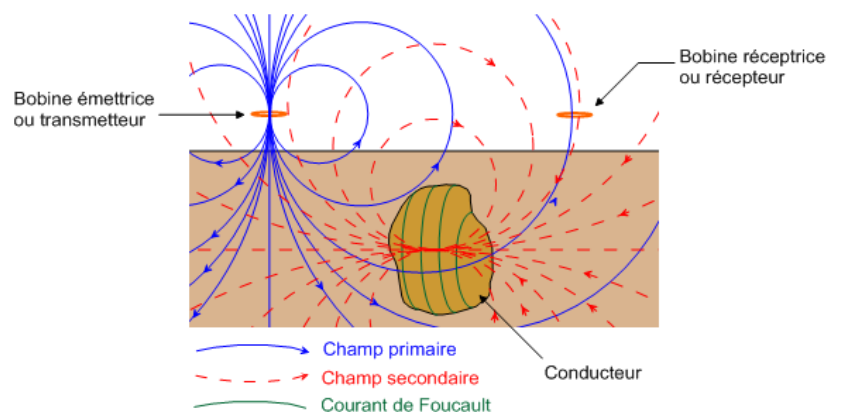 Bobine émettrice
ou transmetteur
Bobine réceptrice
ou récepteur
Champ primaire
Champ secondaire
Courant de Foucault
Conducteur